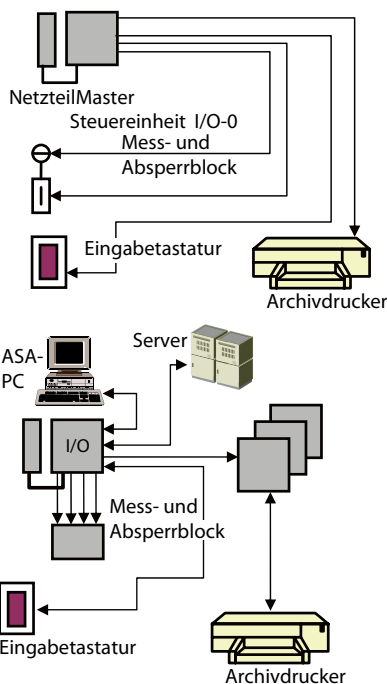 NetzteilMaster
Steuereinheit I/O-0
Mess- und
Absperrblock
Eingabetastatur
Archivdrucker
Server
ASA-
PC
I/O
Mess- und
Absperrblock
Eingabetastatur
Archivdrucker